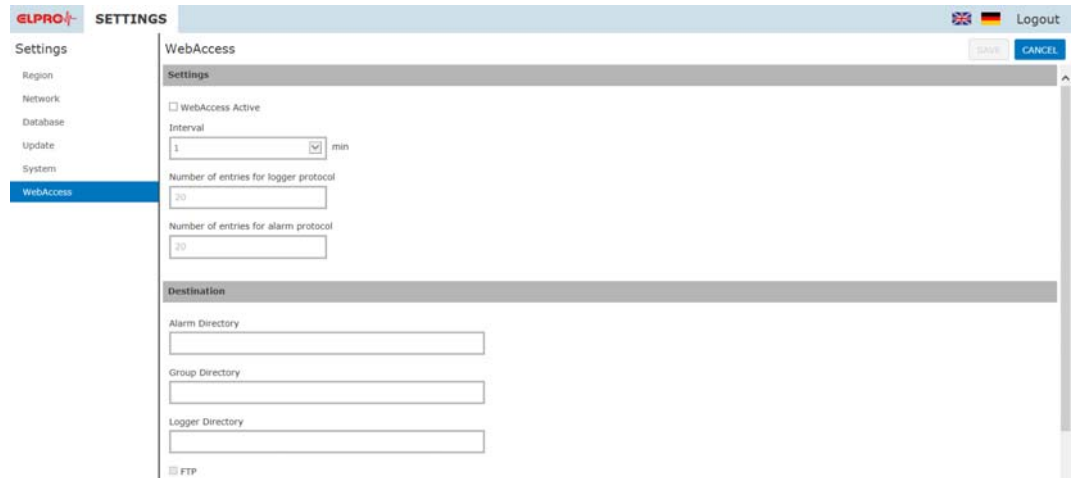 ELPRO SETTINGS Logout
Settings
Region
Network
Database
Update
System
WebAccess
WebAccess SAVE CANCEL
Settings
WebAccess Active
Interval
1 min
Number of entries for logger protocol
20
Number of entries for alarm protocol
20
Destination
Alarm Directory
Group Directory
Logger Directory
FTP